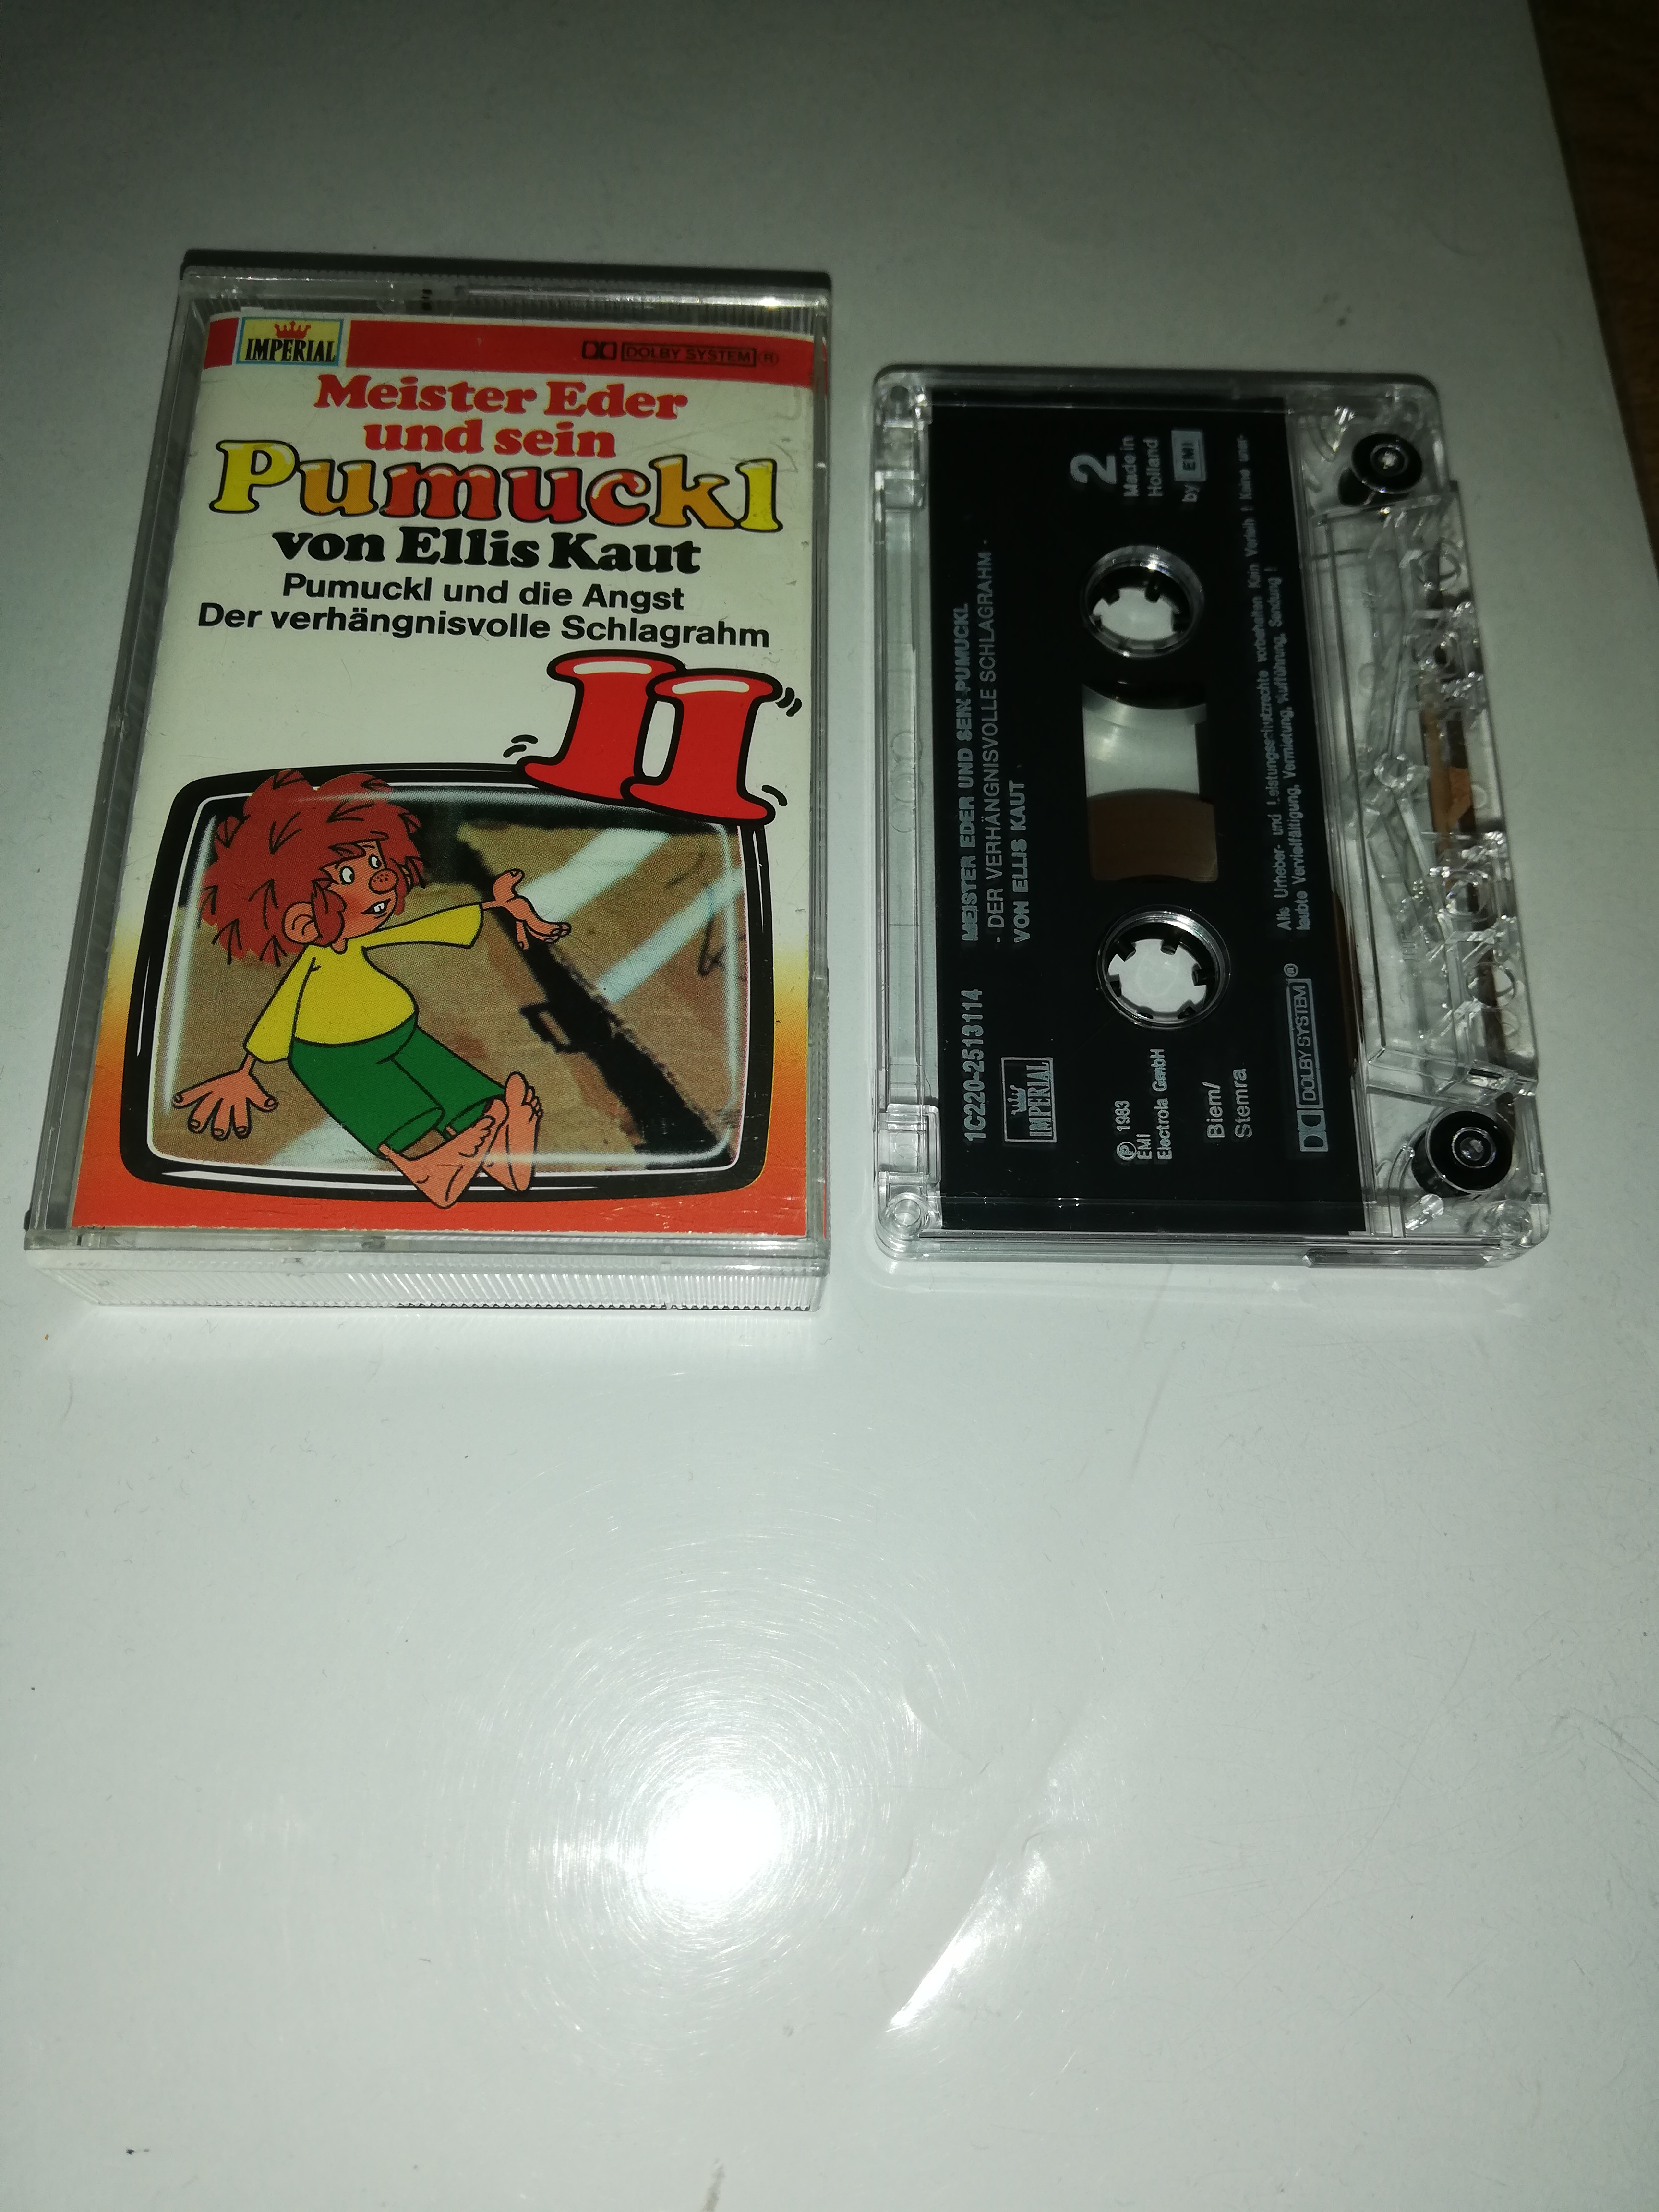 IMPERIAL
DOLBY SYSTEM ®
Meister Eder
und sein
Pumuckl
von Ellis Kaut
Pumuckl und die Angst
Der verhängnisvolle Schlagrahm
11
1C220-2513114
MEISTER EDER UND SEIN PUMUCKL
- DER VERHÄNGNISVOLLE SCHLAGRAHM -
VON ELLIS KAUT
IMPERIAL
2
Made in
Holland
by EMI
Ⓟ 1983
EMI
Electrola GmbH
Biem/
Stemra
DOLBY SYSTEM ®
Alle Urheber- und Leistungsschutzrechte vorbehalten Kein Verleih ! Keine uner-
laubte Vervielfältigung, Vermietung, Aufführung, Sendung !